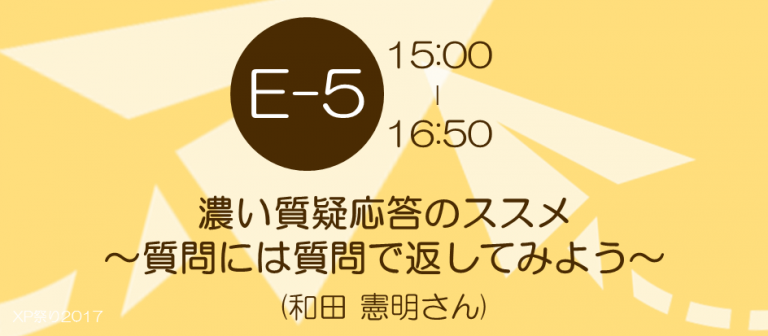 E-5
15:00
|
16:50
濃い質疑応答のススメ
～質問には質問で返してみよう～
(和田 憲明さん)
XP祭り2017